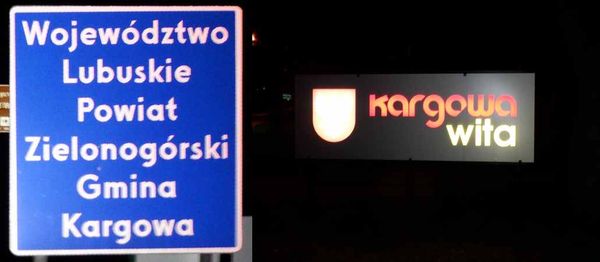 Województwo
Lubuskie
Powiat
Zielonogórski
Gmina
Kargowa
kargowa
wita